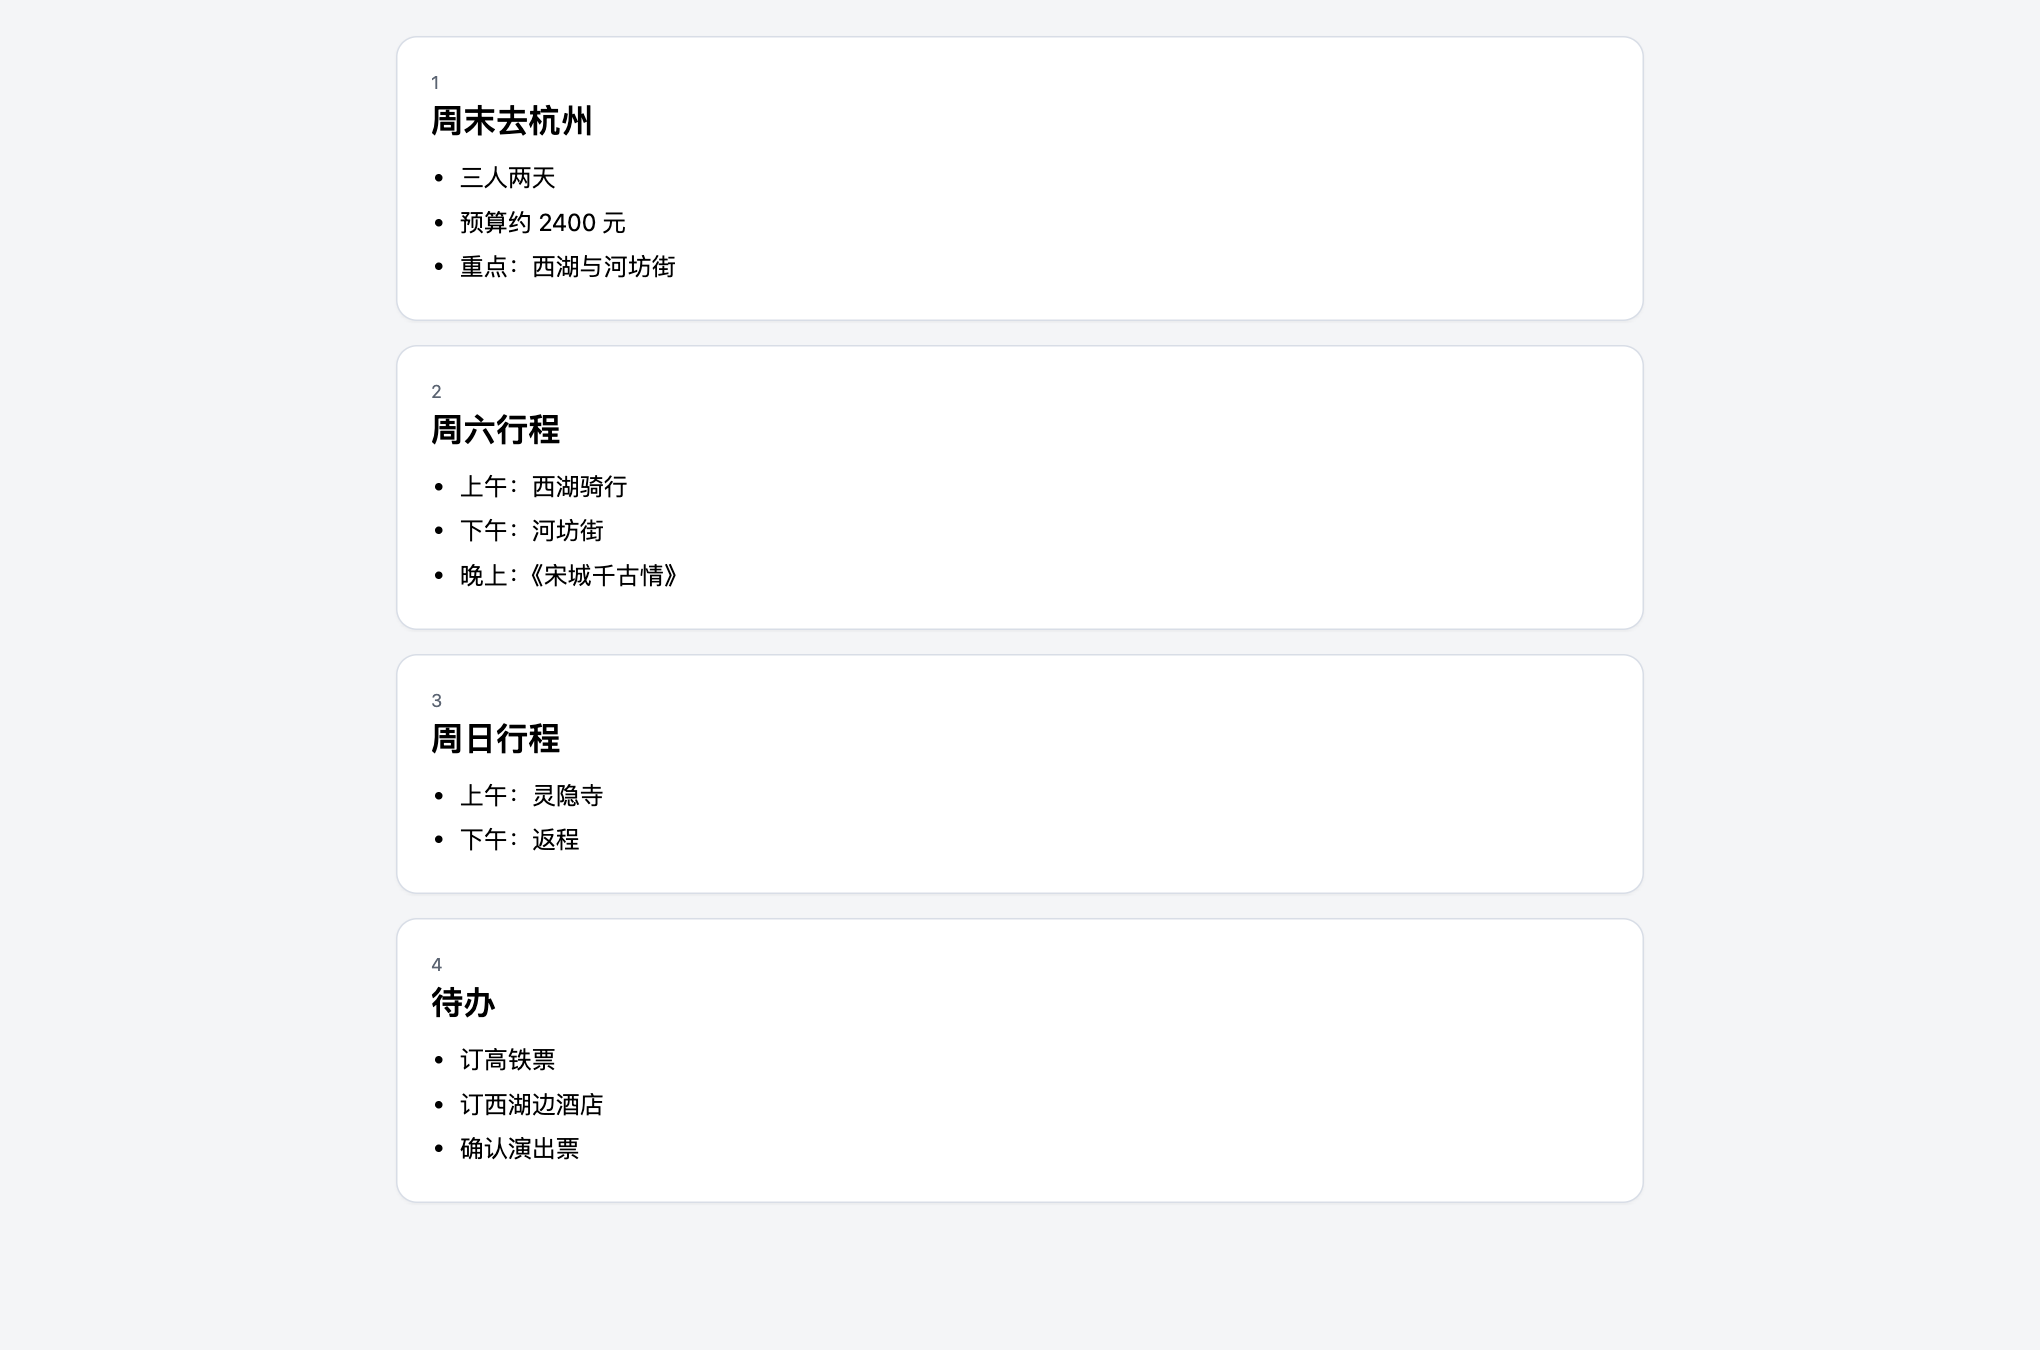 1
周末去杭州
• 三人两天
• 预算约 2400 元
• 重点：西湖与河坊街
2
周六行程
• 上午：西湖骑行
• 下午：河坊街
• 晚上：《宋城千古情》
3
周日行程
• 上午：灵隐寺
• 下午：返程
4
待办
• 订高铁票
• 订西湖边酒店
• 确认演出票